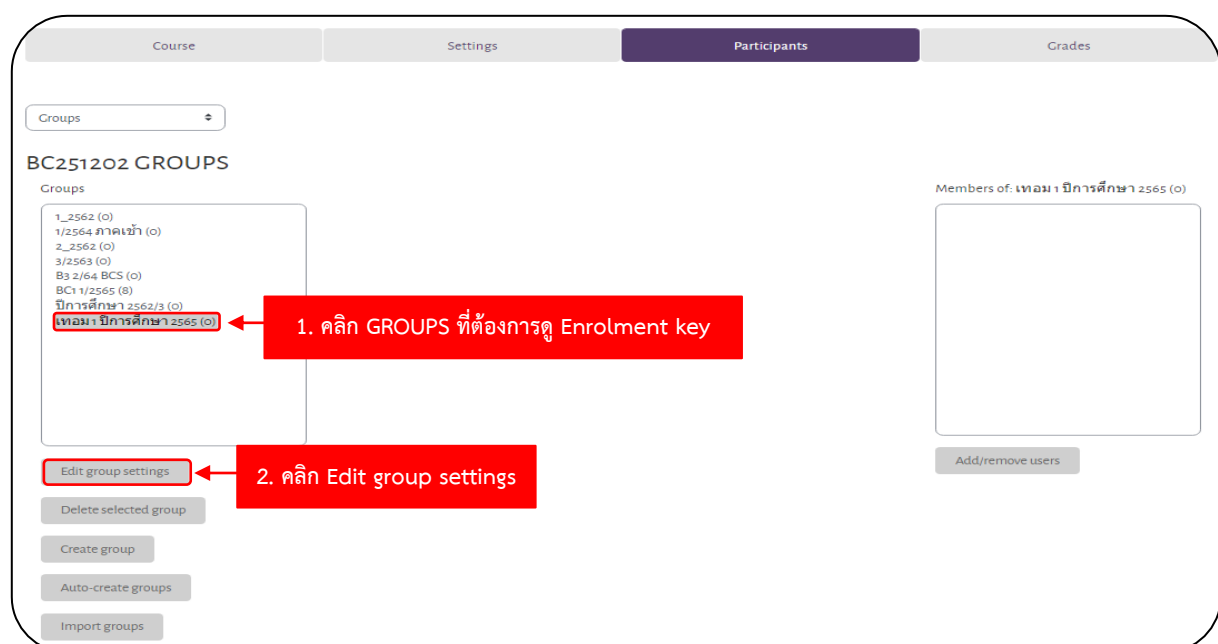 Course Settings Participants Grades
Groups
BC251202 GROUPS
Groups
Members of: เทอม 1 ปีการศึกษา 2565 (0)
1_2562 (0)
1/2564 ภาคเช้า (0)
2_2562 (0)
3/2563 (0)
B3 2/64 BCS (0)
BC1 1/2565 (8)
ปีการศึกษา 2562/3 (0)
เทอม 1 ปีการศึกษา 2565 (0)
1. คลิก GROUPS ที่ต้องการดู Enrolment key
Edit group settings
2. คลิก Edit group settings
Add/remove users
Delete selected group
Create group
Auto-create groups
Import groups